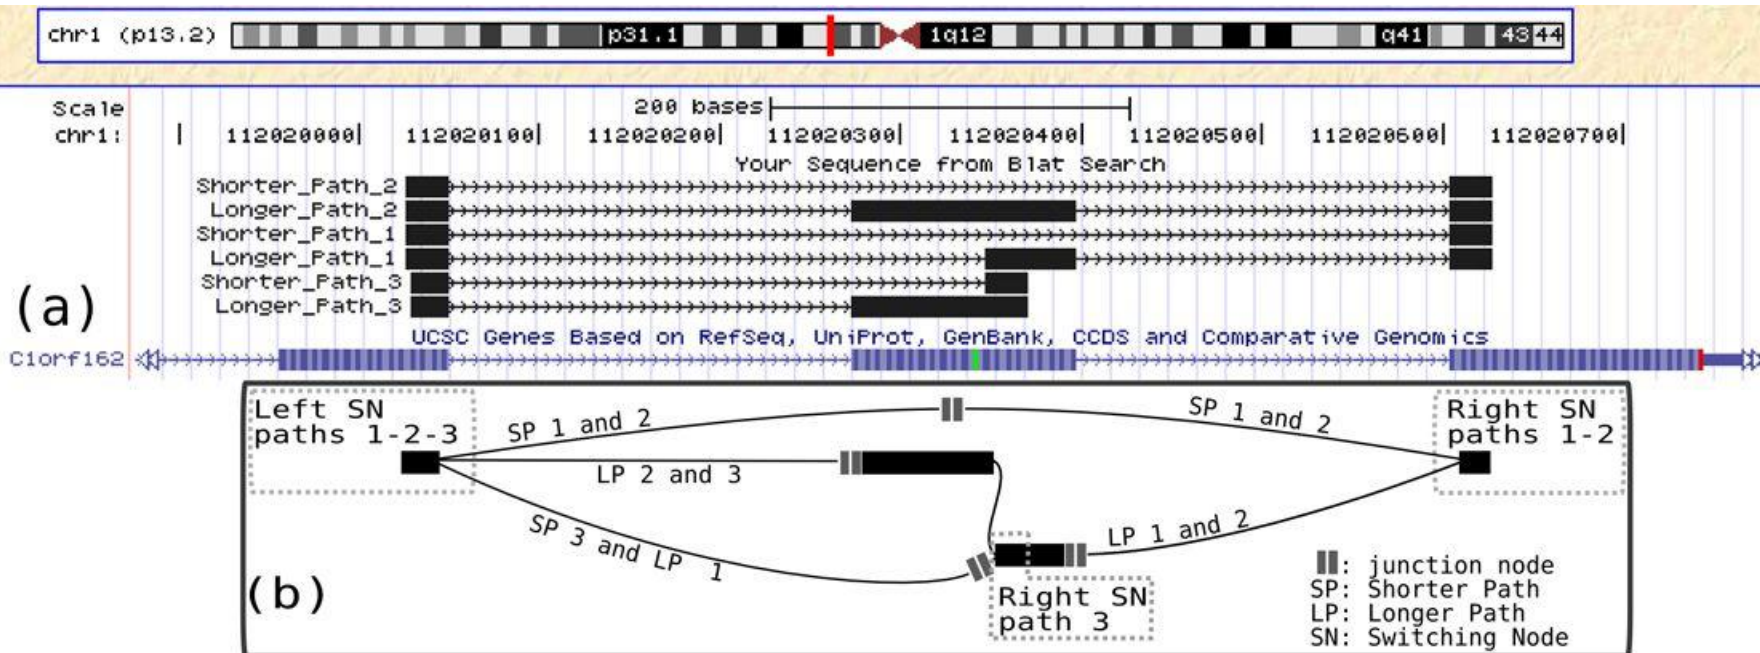 chr1 (p13.2) p31.1 1q12 q41 43 44
Scale 200 bases
chr1: 112020000 112020100 112020200 112020300 112020400 112020500 112020600 112020700
Your Sequence from Blat Search
Shorter_Path_2
Longer_Path_2
Shorter_Path_1
Longer_Path_1
Shorter_Path_3
Longer_Path_3
(a)
UCSC Genes Based on RefSeq, UniProt, GenBank, CCDS and Comparative Genomics
C1orf162
Left SN
paths 1-2-3
SP 1 and 2
SP 1 and 2
Right SN
paths 1-2
LP 2 and 3
SP 3 and LP 1
LP 1 and 2
(b)
Right SN
path 3
: junction node
SP: Shorter Path
LP: Longer Path
SN: Switching Node